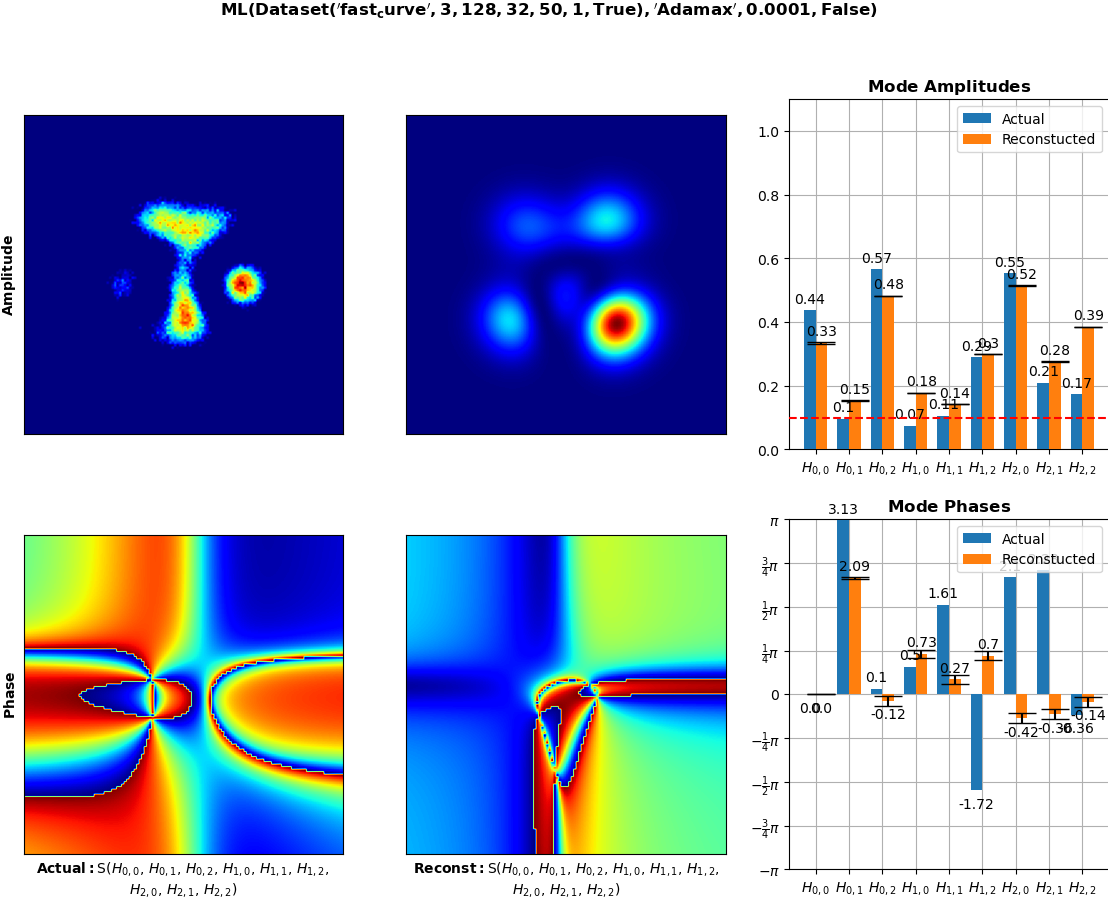 ML(Dataset('fast_curve', 3, 128, 32, 50, 1, True), 'Adamax', 0.0001, False)
Amplitude
Mode Amplitudes
Actual
Reconstucted
1.0
0.8
0.6
0.4
0.2
0.0
0.44
0.33
0.1
0.15
0.57
0.48
0.07
0.18
0.11
0.14
0.29
0.3
0.55
0.52
0.21
0.28
0.17
0.39
H0,0 H0,1 H0,2 H1,0 H1,1 H1,2 H2,0 H2,1 H2,2
Phase
Actual: S(H0,0, H0,1, H0,2, H1,0, H1,1, H1,2,
H2,0, H2,1, H2,2)
Reconst: S(H0,0, H0,1, H0,2, H1,0, H1,1, H1,2,
H2,0, H2,1, H2,2)
Mode Phases
Actual
Reconstucted
π
3/4π
1/2π
1/4π
0
−1/4π
−1/2π
−3/4π
−π
0.0
0.0
3.13
2.09
0.1
-0.12
0.73
1.61
0.27
-1.72
0.7
2.1
-0.42
-0.36
-0.36
-0.14
H0,0 H0,1 H0,2 H1,0 H1,1 H1,2 H2,0 H2,1 H2,2